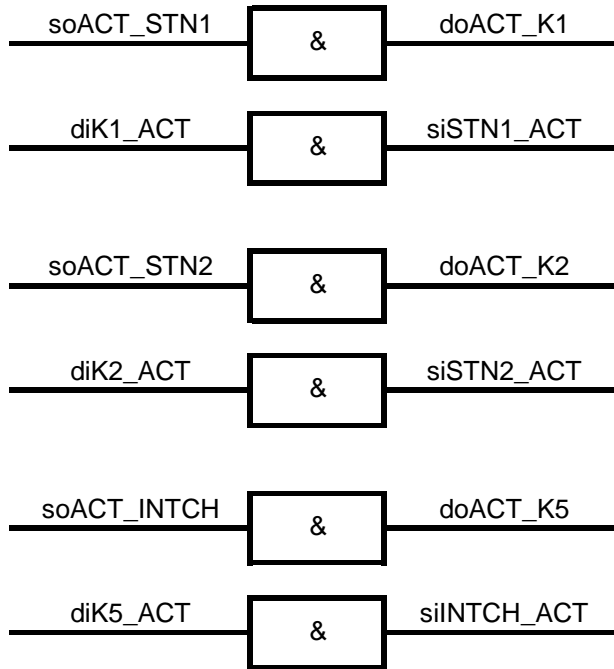 soACT_STN1 & doACT_K1
diK1_ACT & siSTN1_ACT
soACT_STN2 & doACT_K2
diK2_ACT & siSTN2_ACT
soACT_INTCH & doACT_K5
diK5_ACT & siINTCH_ACT